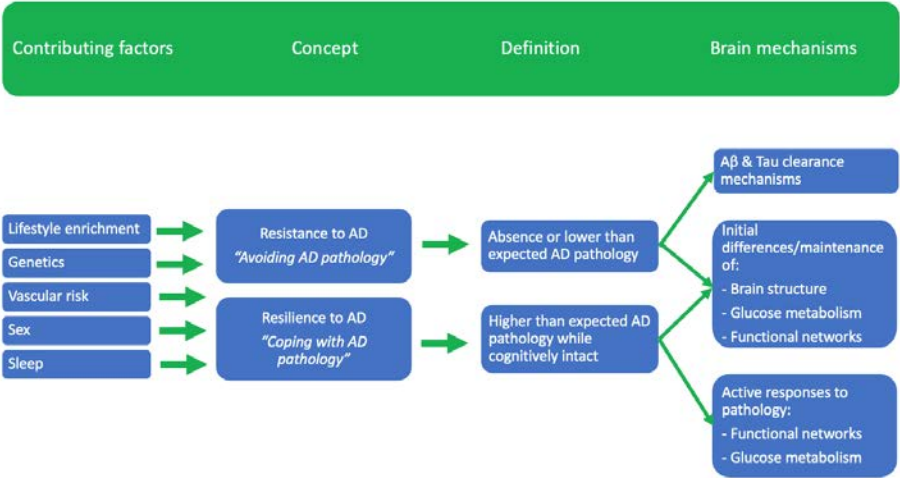 Contributing factors
Concept
Definition
Brain mechanisms
Lifestyle enrichment
Genetics
Vascular risk
Sex
Sleep
Resistance to AD
“Avoiding AD pathology”
Resilience to AD
“Coping with AD
pathology”
Absence or lower than
expected AD pathology
Higher than expected AD
pathology while
cognitively intact
Aβ & Tau clearance
mechanisms
Initial
differences/maintenance
of:
- Brain structure
- Glucose metabolism
- Functional networks
Active responses to
pathology:
- Functional networks
- Glucose metabolism